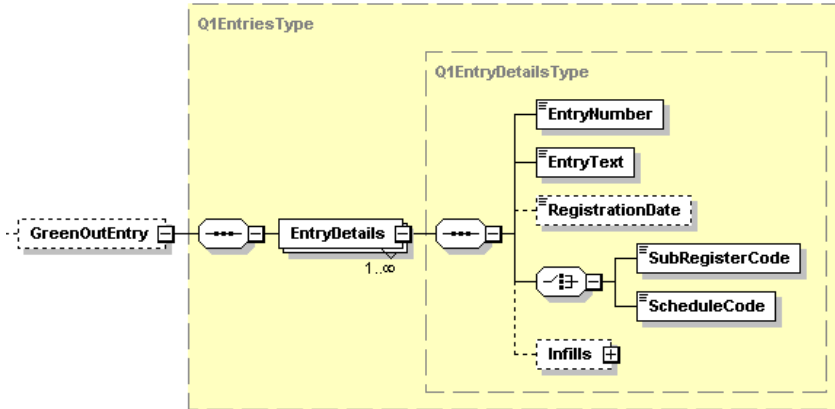 Q1EntriesType
Q1EntryDetailsType
EntryNumber
EntryText
RegistrationDate
GreenOutEntry
EntryDetails
1..∞
SubRegisterCode
ScheduleCode
Infills